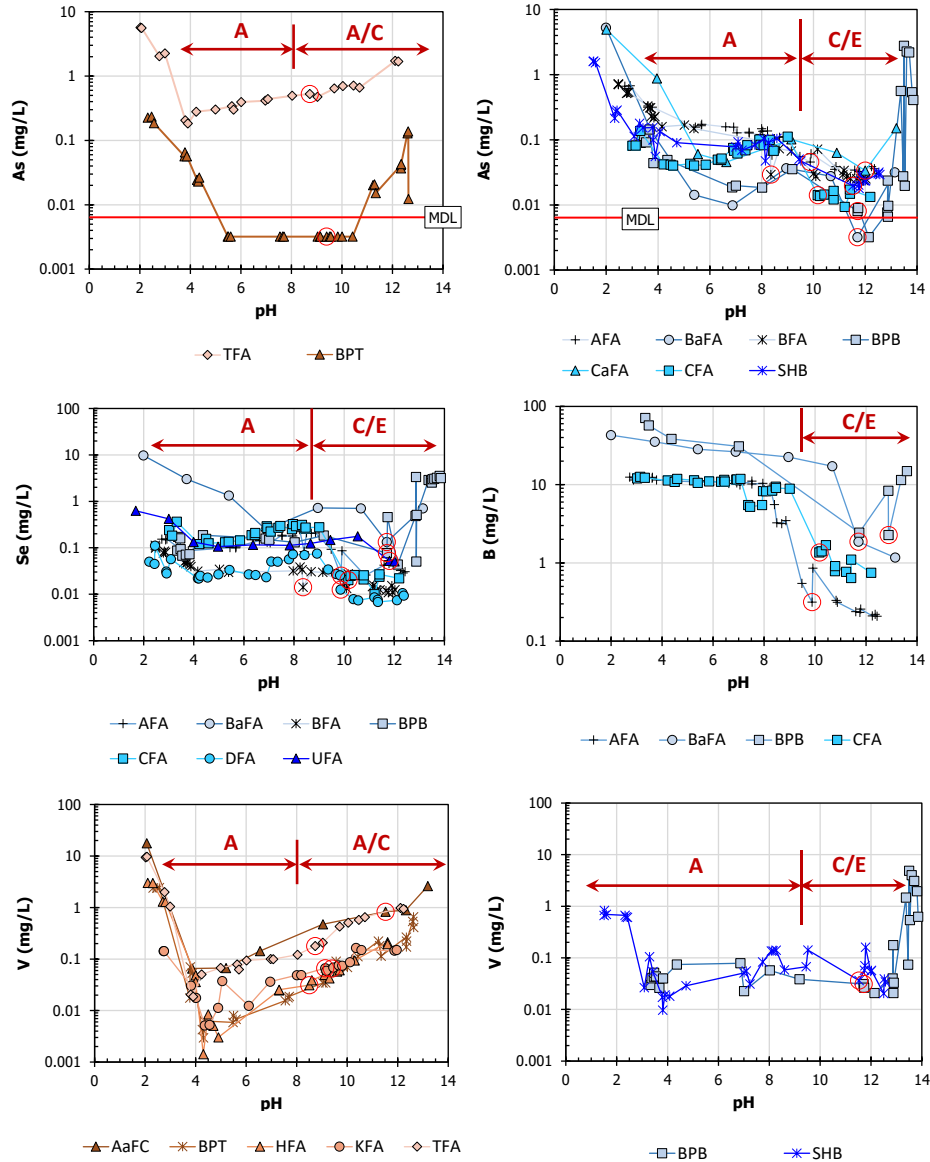 A
A/C
As (mg/L)
10
1
0.1
0.01
0.001
MDL
0 2 4 6 8 10 12 14
pH
TFA BPT
A
C/E
As (mg/L)
10
1
0.1
0.01
0.001
MDL
0 2 4 6 8 10 12 14
pH
AFA BaFA BFA BPB
CaFA CFA SHB
A
C/E
Se (mg/L)
100
10
1
0.1
0.01
0.001
0 2 4 6 8 10 12 14
pH
AFA BaFA BFA BPB
CFA DFA UFA
C/E
B (mg/L)
100
10
1
0.1
0 2 4 6 8 10 12 14
pH
AFA BaFA BPB CFA
A
A/C
V (mg/L)
100
10
1
0.1
0.01
0.001
0 2 4 6 8 10 12 14
pH
AaFC BPT HFA KFA TFA
A
C/E
V (mg/L)
100
10
1
0.1
0.01
0.001
0 2 4 6 8 10 12 14
pH
BPB SHB